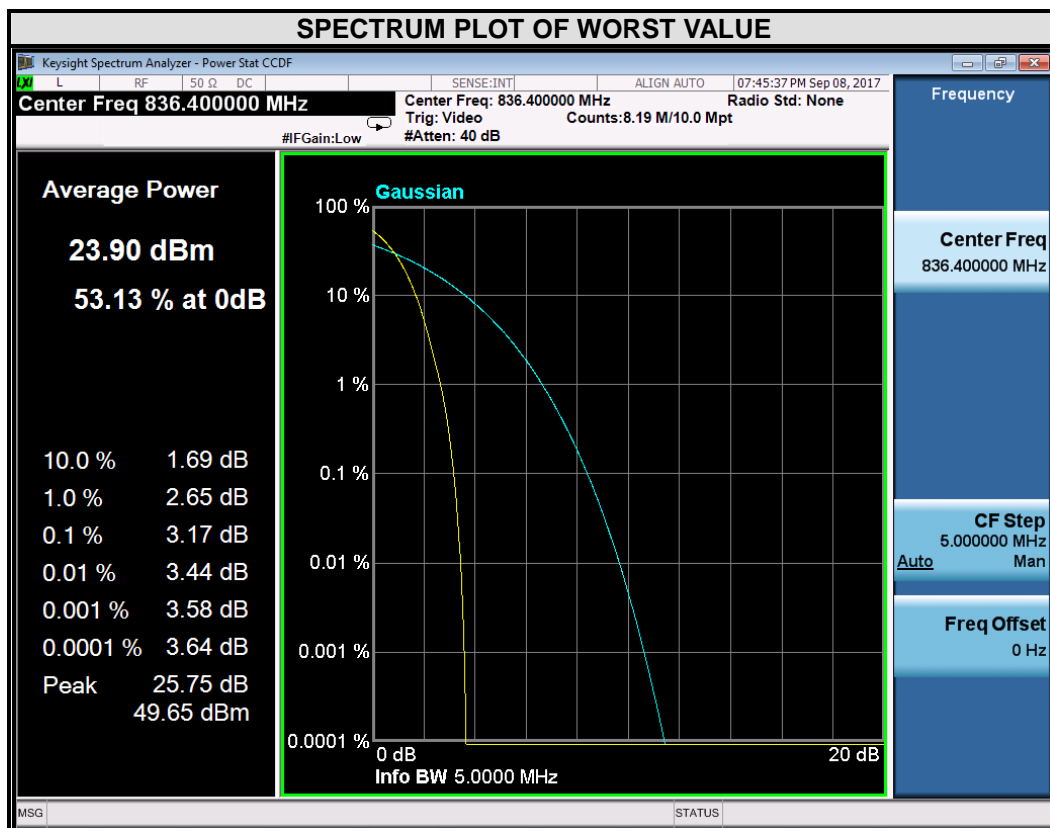 SPECTRUM PLOT OF WORST VALUE
Keysight Spectrum Analyzer - Power Stat CCDF
LXI L RF 50 Ω DC SENSE:INT ALIGN AUTO 07:45:37 PM Sep 08, 2017
Center Freq 836.400000 MHz
Center Freq: 836.400000 MHz Radio Std: None
Trig: Video Counts:8.19 M/10.0 Mpt
#IFGain:Low #Atten: 40 dB
Frequency
Average Power
23.90 dBm
53.13 % at 0dB
10.0 % 1.69 dB
1.0 % 2.65 dB
0.1 % 3.17 dB
0.01 % 3.44 dB
0.001 % 3.58 dB
0.0001 % 3.64 dB
Peak 25.75 dB
49.65 dBm
Gaussian
100 %
10 %
1 %
0.1 %
0.01 %
0.001 %
0.0001 %
0 dB 20 dB
Info BW 5.0000 MHz
Center Freq
836.400000 MHz
CF Step
5.000000 MHz
Auto Man
Freq Offset
0 Hz
MSG STATUS